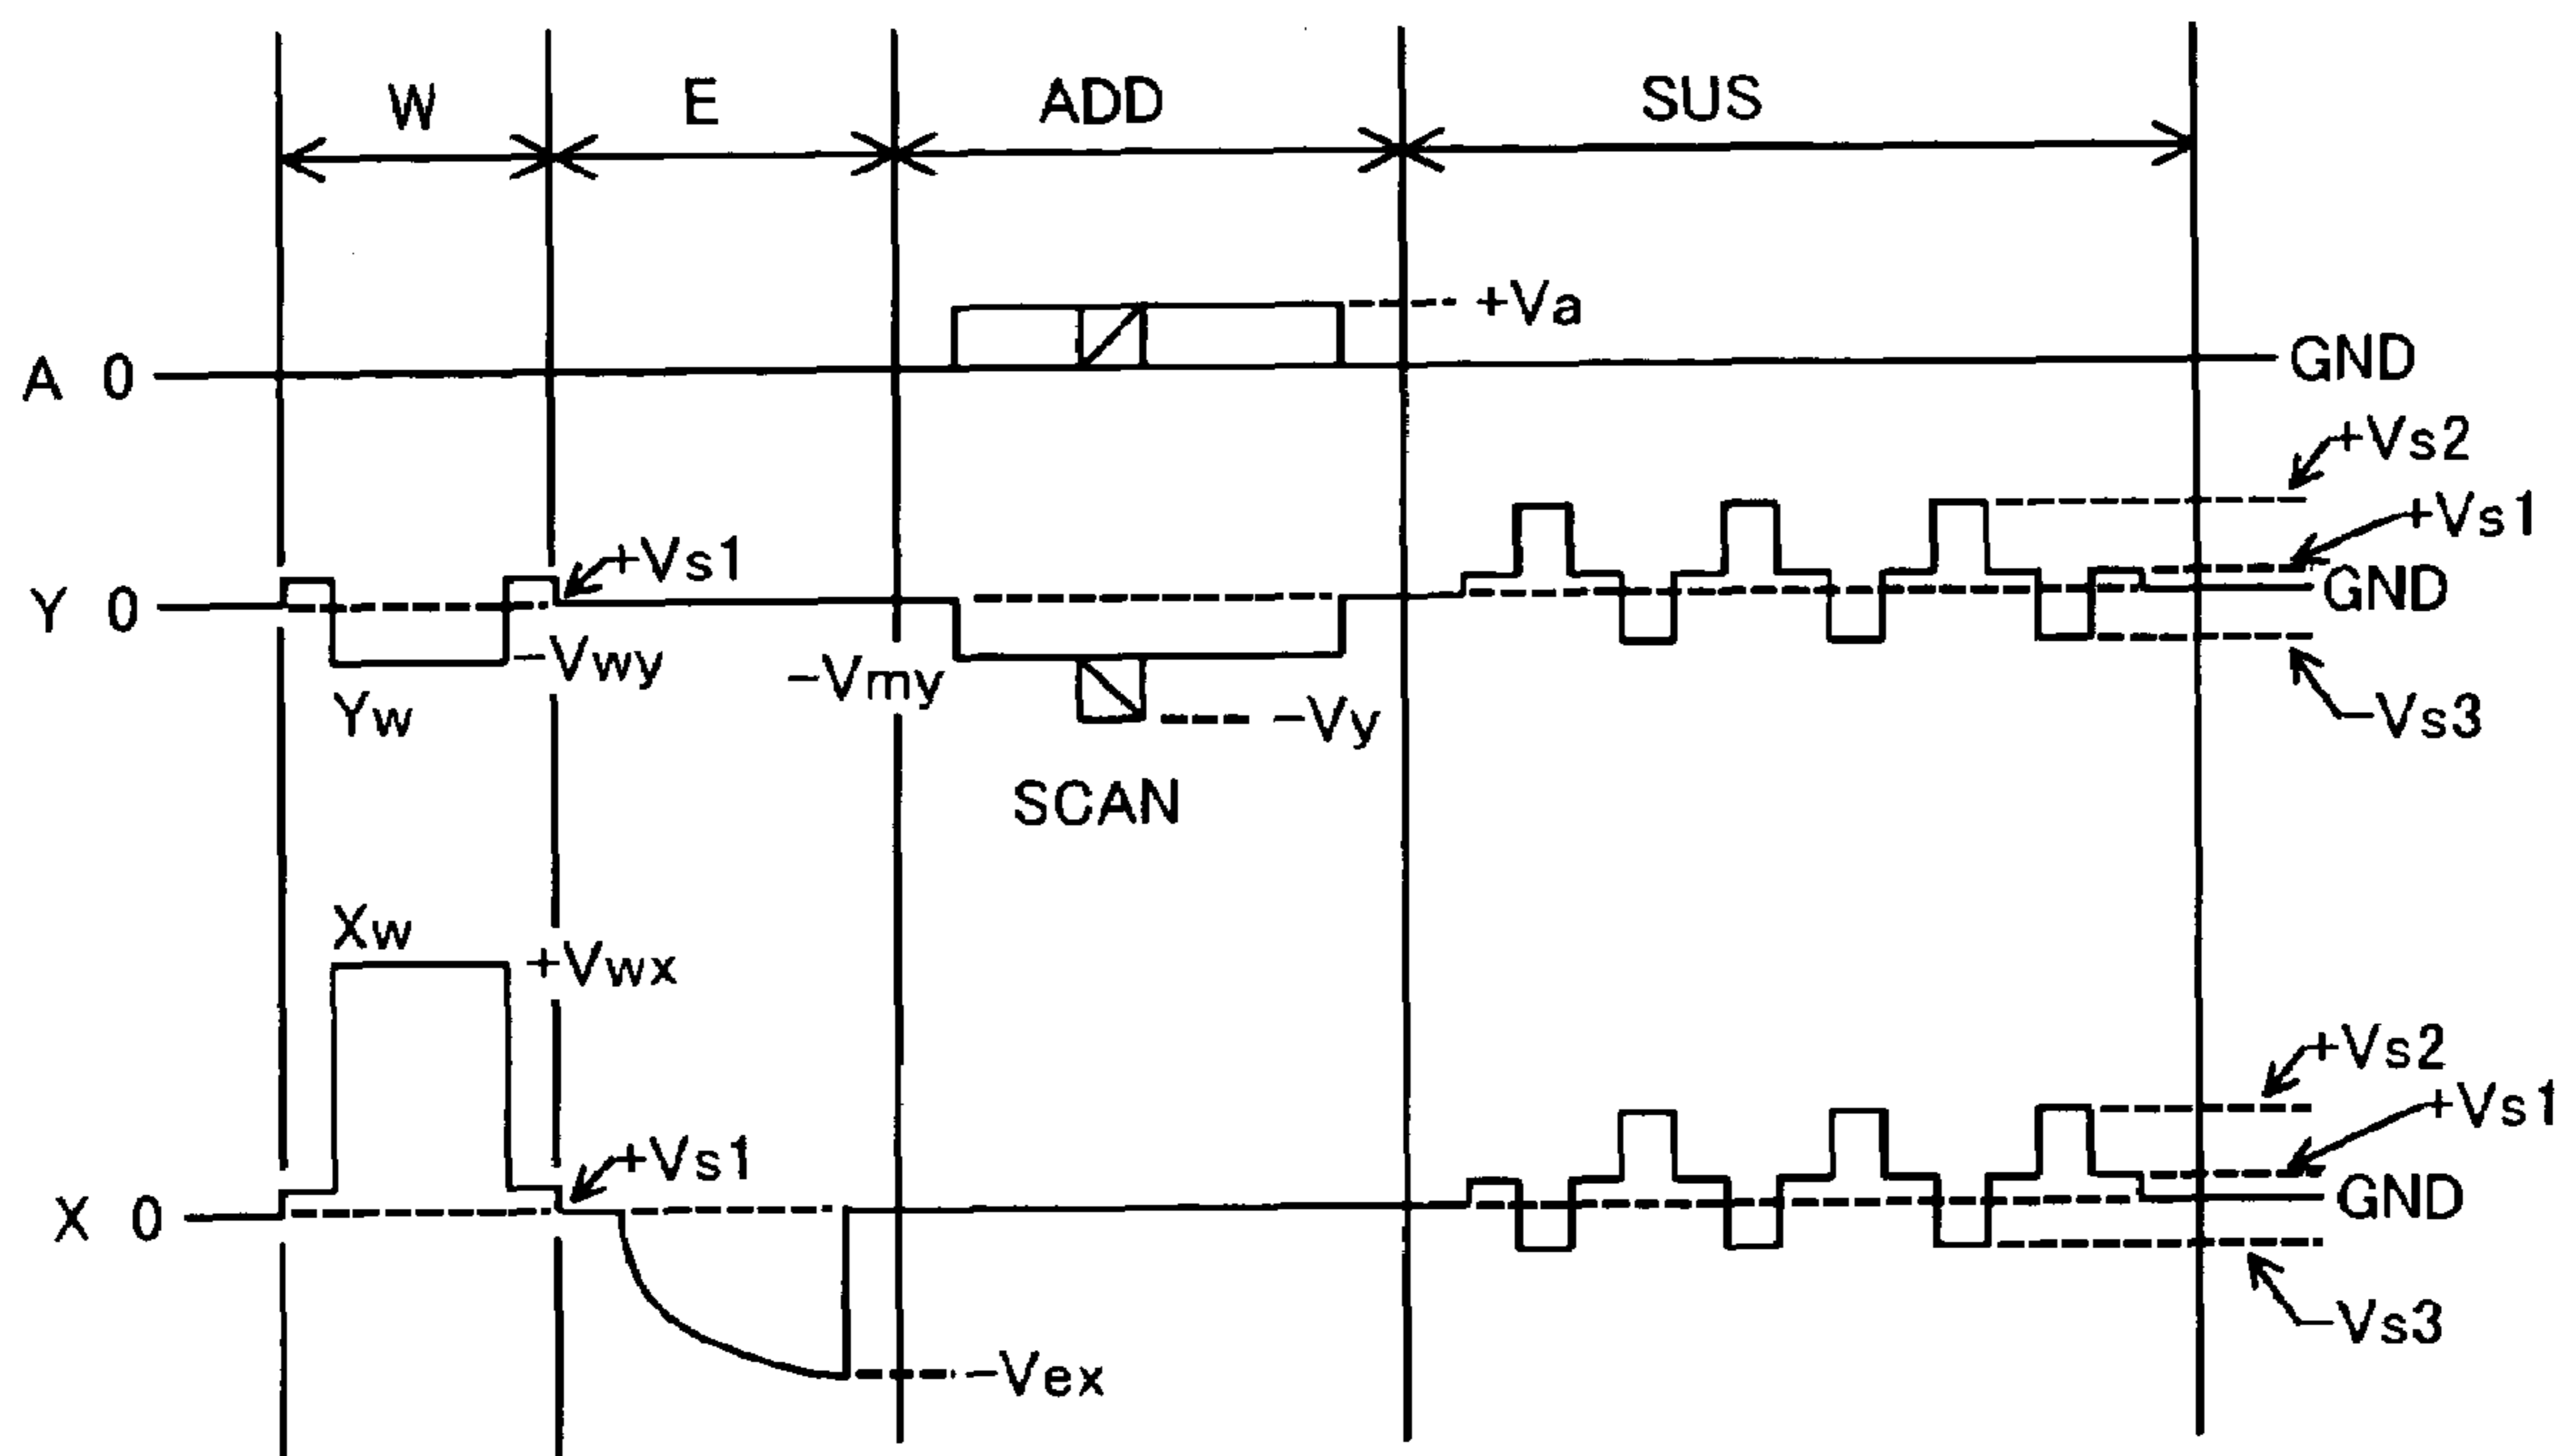 W E ADD SUS
+Va
A 0 GND
+Vs2
+Vs1
+Vs1
Y 0 GND
-Vwy
-Vmy
Yw
-Vy
-Vs3
SCAN
Xw
+Vwx
+Vs2
+Vs1
+Vs1
X 0 GND
-Vs3
-Vex